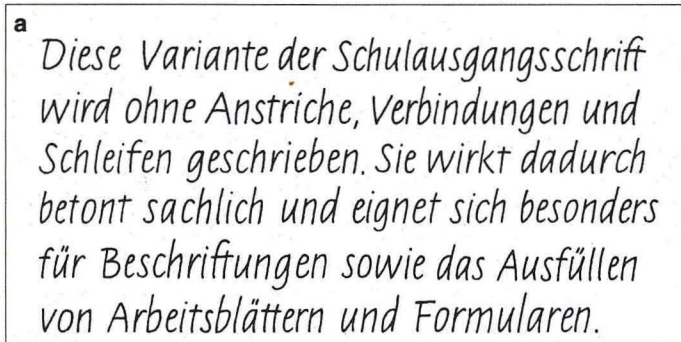 a
Diese Variante der Schulausgangsschrift
wird ohne Anstriche, Verbindungen und
Schleifen geschrieben. Sie wirkt dadurch
betont sachlich und eignet sich besonders
für Beschriftungen sowie das Ausfüllen
von Arbeitsblättern und Formularen.